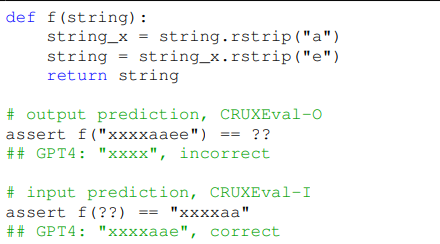 def f(string):
    string_x = string.rstrip("a")
    string = string_x.rstrip("e")
    return string

# output prediction, CRUXEval-O
assert f("xxxxaaee") == ??
## GPT4: "xxxx", incorrect

# input prediction, CRUXEval-I
assert f(??) == "xxxxaa"
## GPT4: "xxxxaae", correct